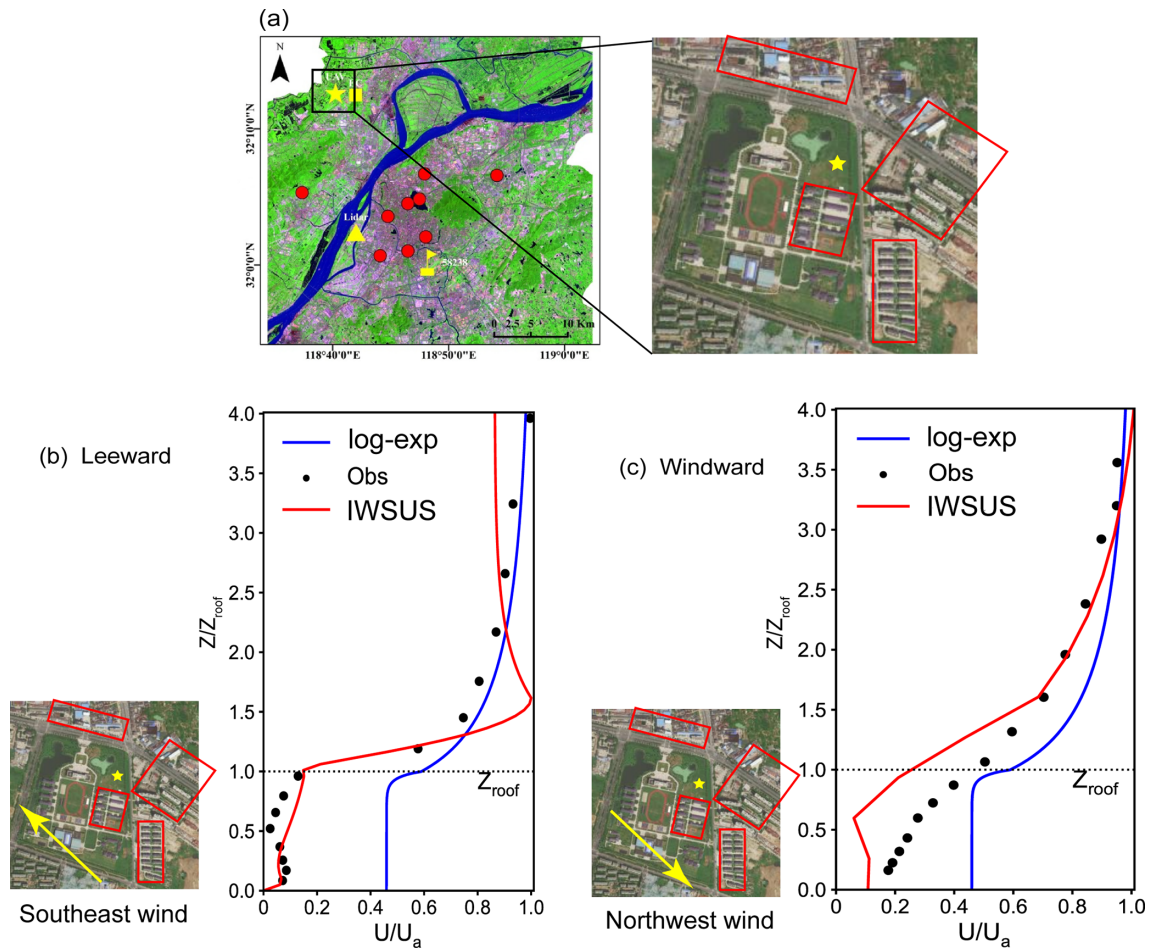 (a)
N
UAV
32°10'0"N
32°0'0"N
Lidar
58238
0 2.5 5 10 Km
118°40'0"E 118°50'0"E 119°0'0"E
(b) Leeward
4.0
3.5
3.0
2.5
2.0
1.5
1.0
0.5
0.0
Z/Zroof
log-exp
Obs
IWSUS
Zroof
0 0.2 0.4 0.6 0.8 1.0
U/Ua
Southeast wind
(c) Windward
4.0
3.5
3.0
2.5
2.0
1.5
1.0
0.5
0.0
Z/Zroof
log-exp
Obs
IWSUS
Zroof
0 0.2 0.4 0.6 0.8 1.0
U/Ua
Northwest wind